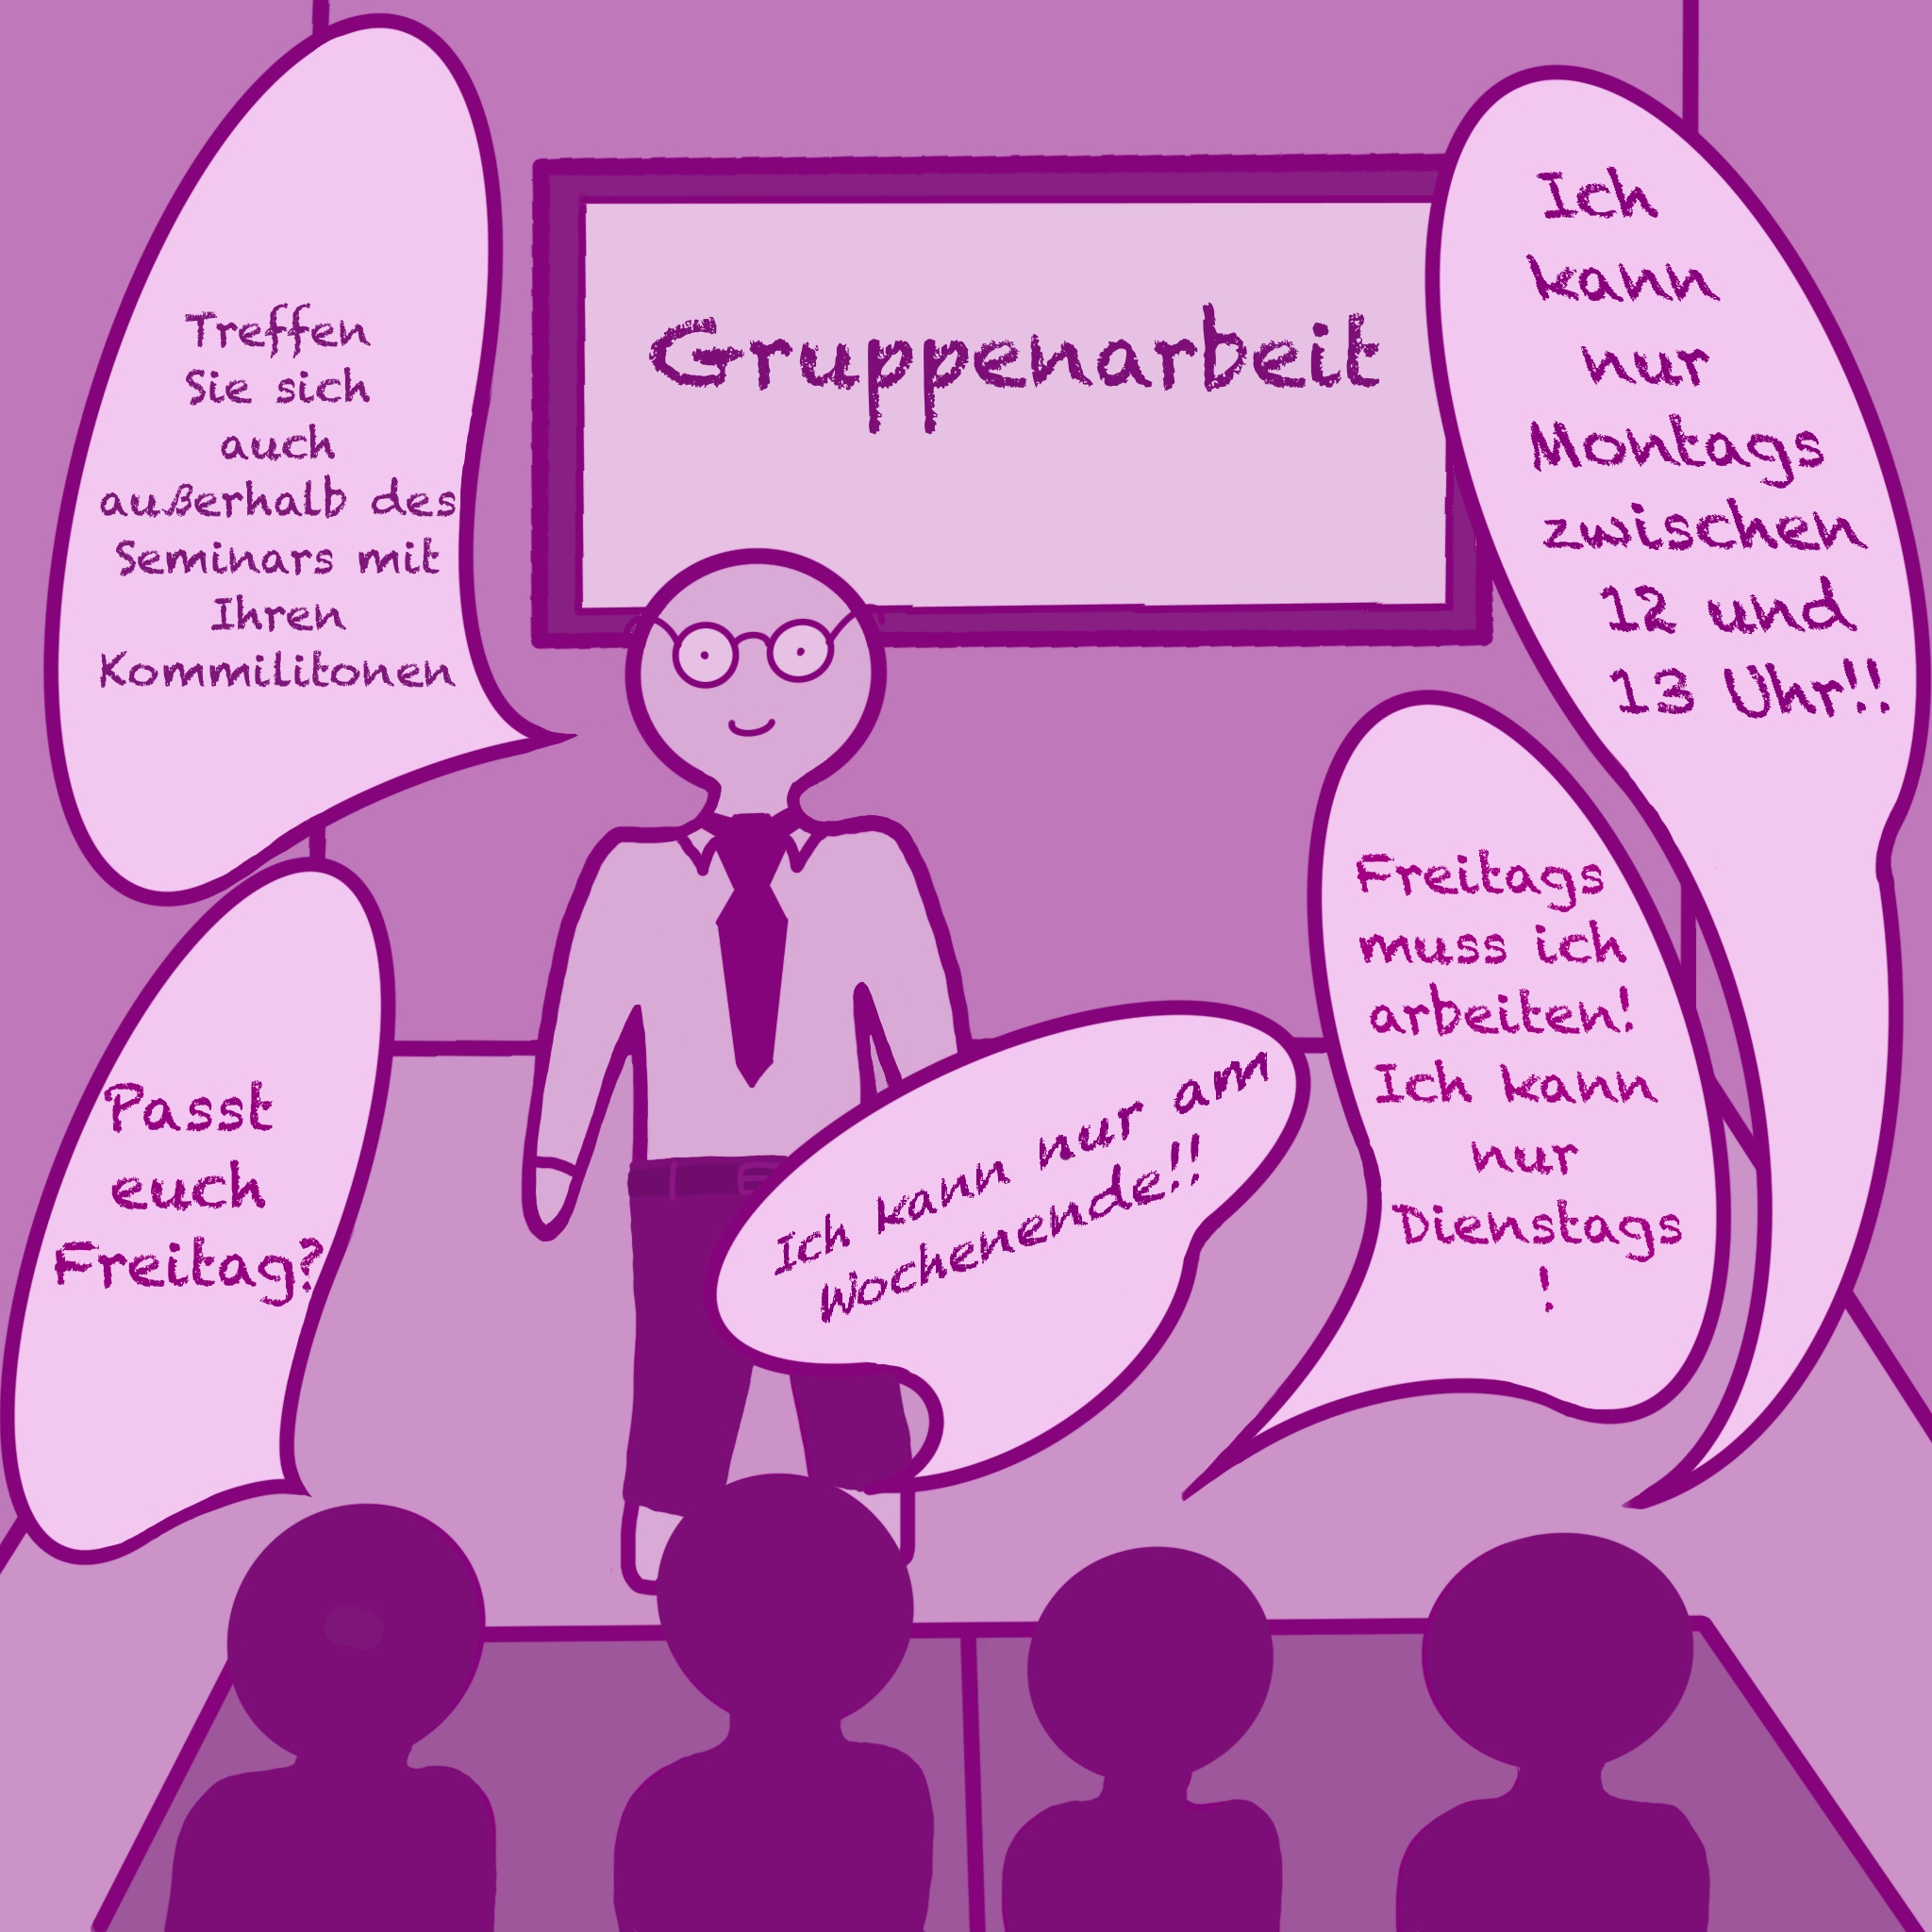 Gruppenarbeit
Treffen
Sie sich
auch
außerhalb des
Seminars mit
Ihren
Kommilitonen
Passt
euch
Freitag?
Ich kann nur am
Wochenende!!
Freitags
muss ich
arbeiten!
Ich kann
nur
Dienstags
!
Ich
kann
nur
Montags
zwischen
12 und
13 Uhr!!